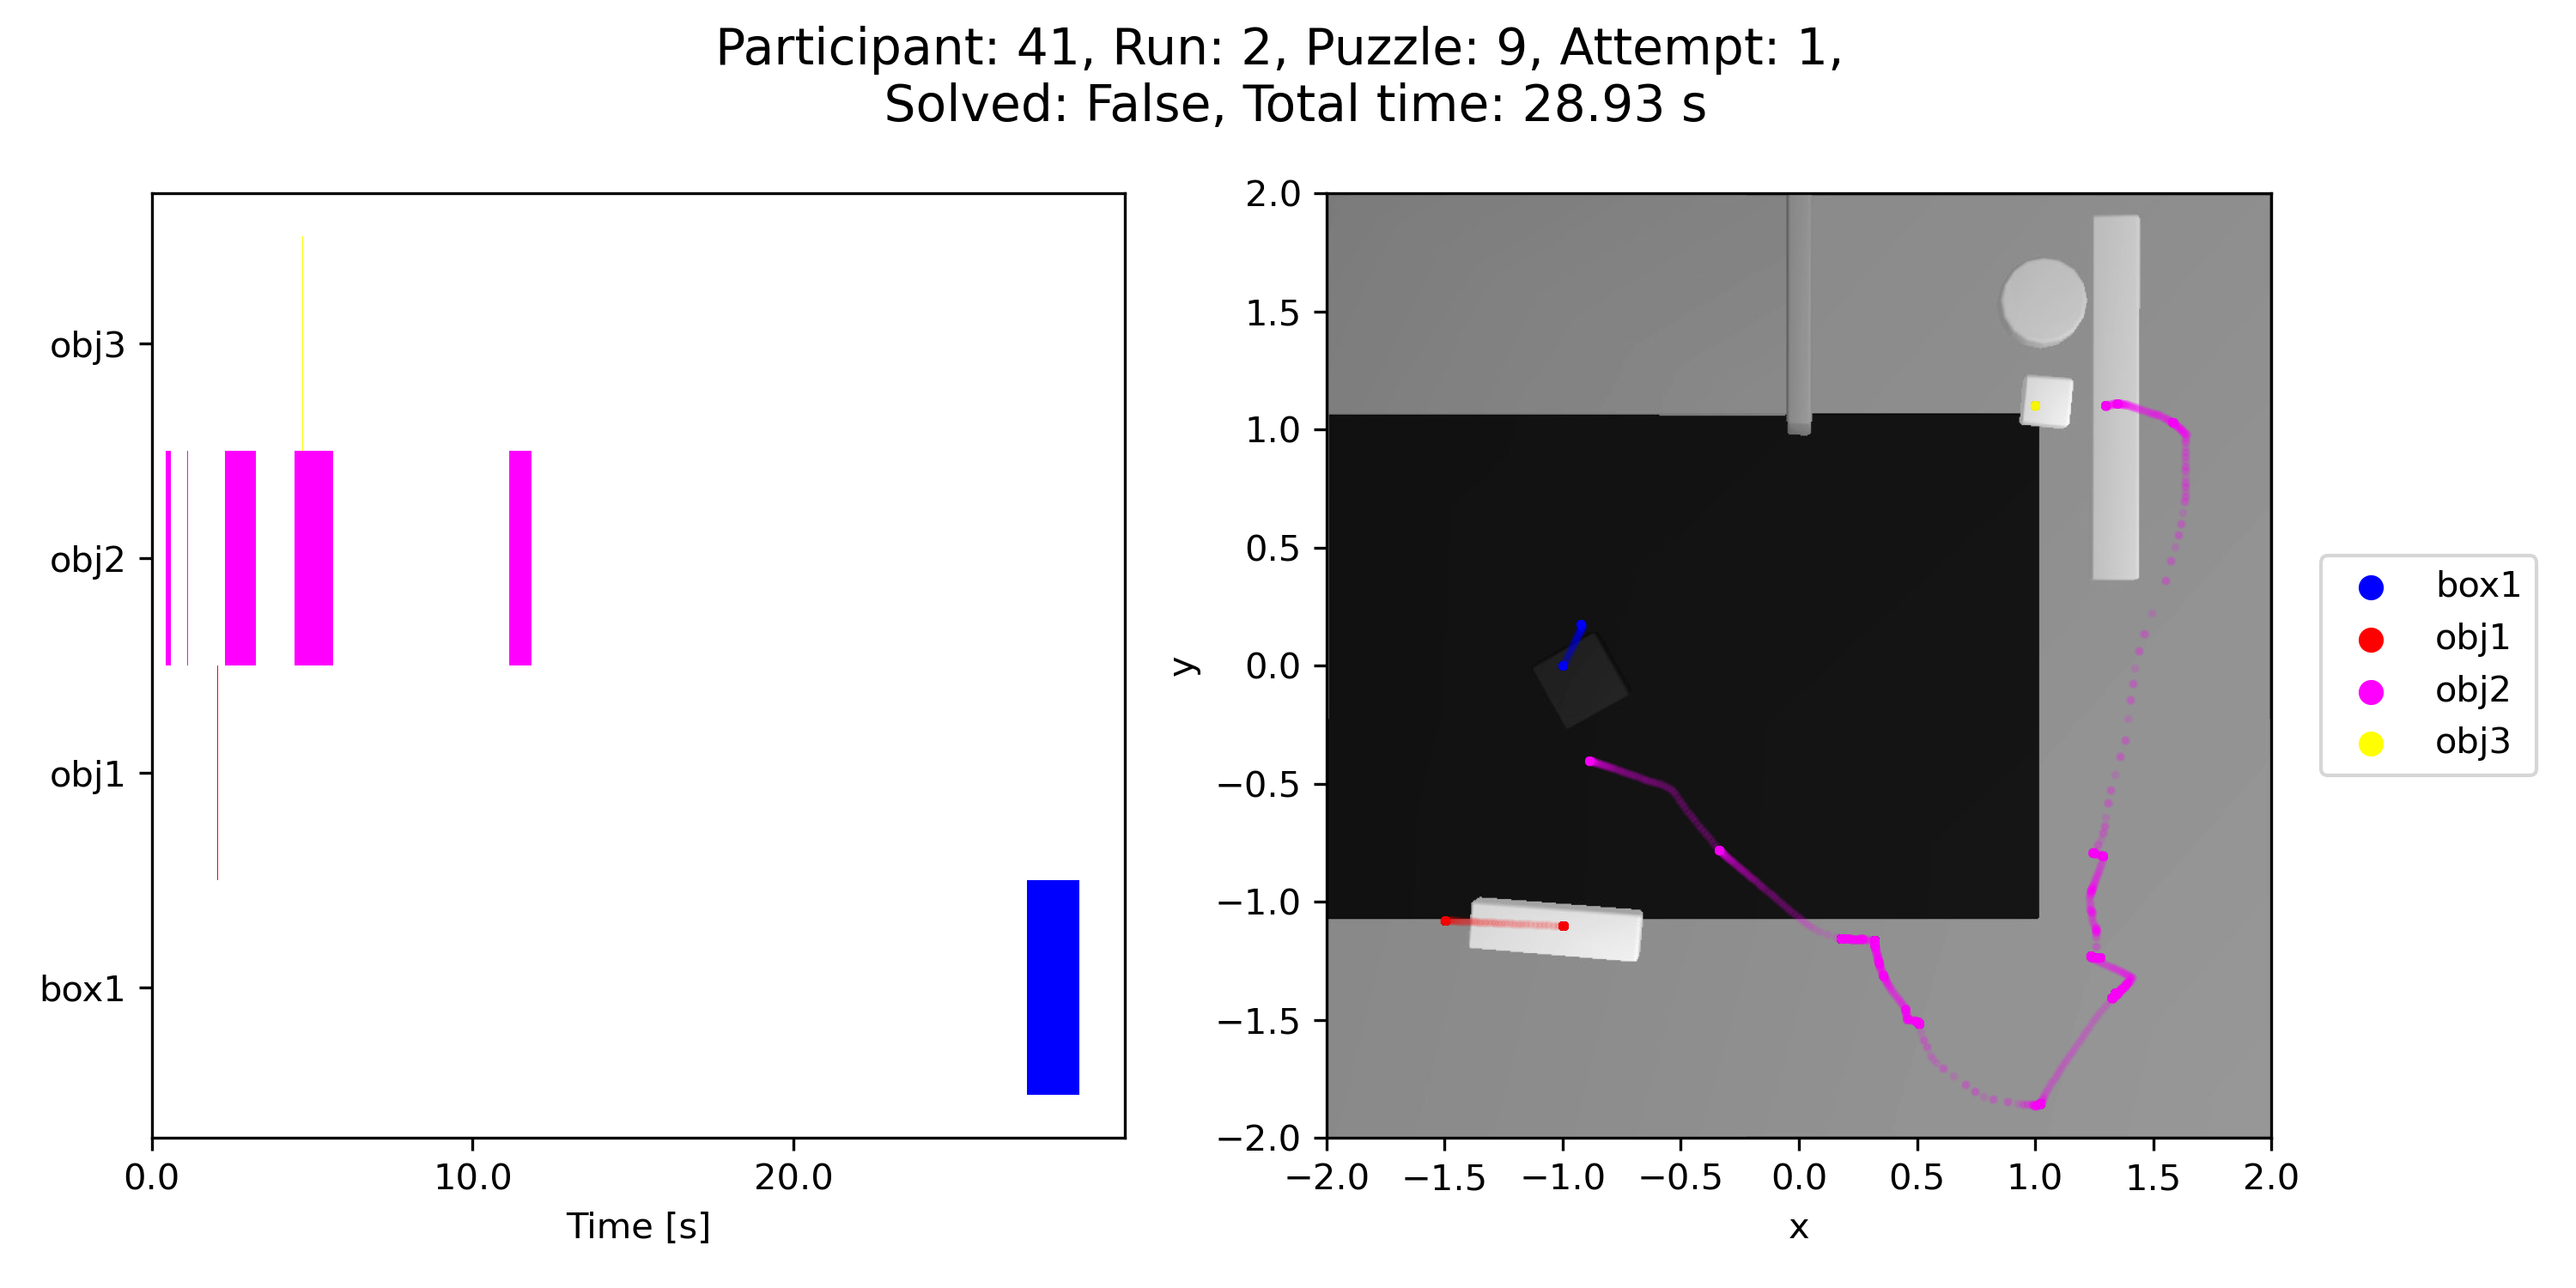 Participant: 41, Run: 2, Puzzle: 9, Attempt: 1,
Solved: False, Total time: 28.93 s
obj3
obj2
obj1
box1
0.0 10.0 20.0
Time [s]
2.0
1.5
1.0
0.5
0.0
−0.5
−1.0
−1.5
−2.0
y
−2.0 −1.5 −1.0 −0.5 0.0 0.5 1.0 1.5 2.0
x
box1
obj1
obj2
obj3